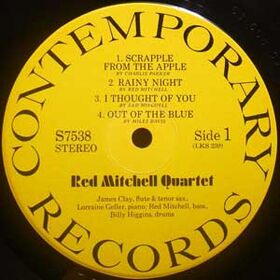 CONTEMPORARY RECORDS
1. SCRAPPLE
FROM THE APPLE
BY CHARLIE PARKER
2. RAINY NIGHT
BY RED MITCHELL
3. I THOUGHT OF YOU
BY RED MITCHELL
4. OUT OF THE BLUE
BY MILES DAVIS
S7538
STEREO
Side 1
(LKS 239)
Red Mitchell Quartet
James Clay, flute & tenor sax,
Lorraine Geller, piano; Red Mitchell, bass,
Billy Higgins, drums